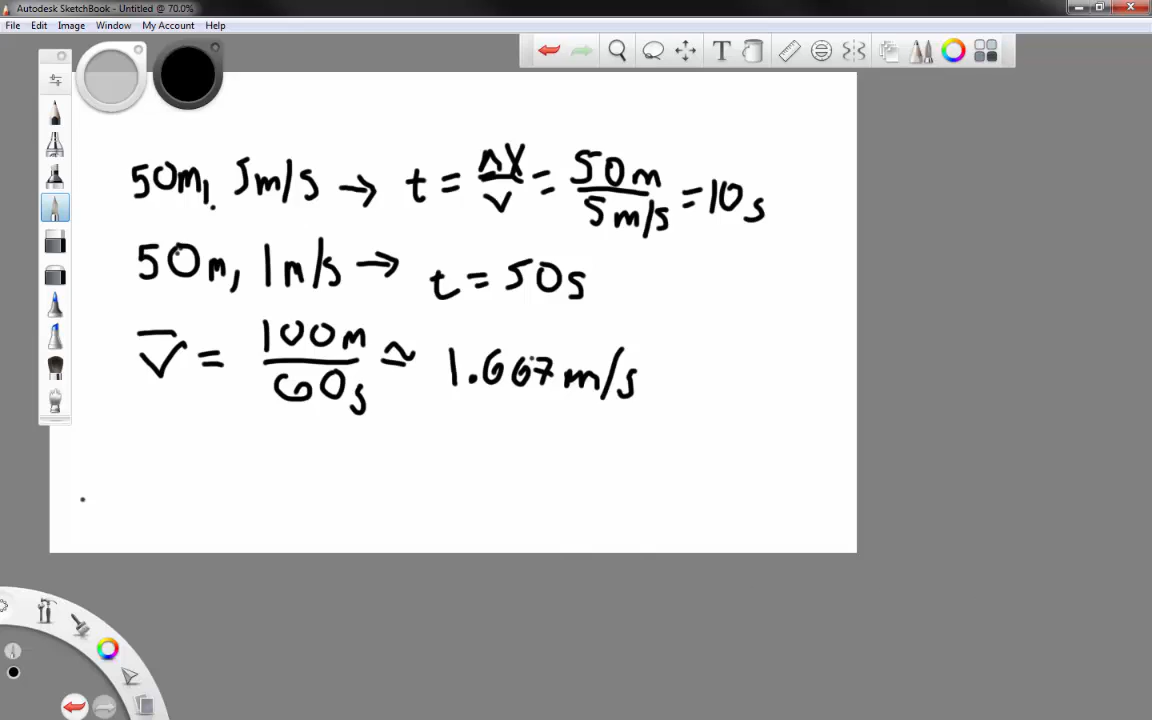 Autodesk SketchBook - Untitled @ 70.0%
File Edit Image Window My Account Help
T
50m, 5m/s → t = ΔX/V = 50m/5m/s = 10s
50m, 1m/s → t = 50s
V̅ = 100m/60s ≃ 1.667m/s